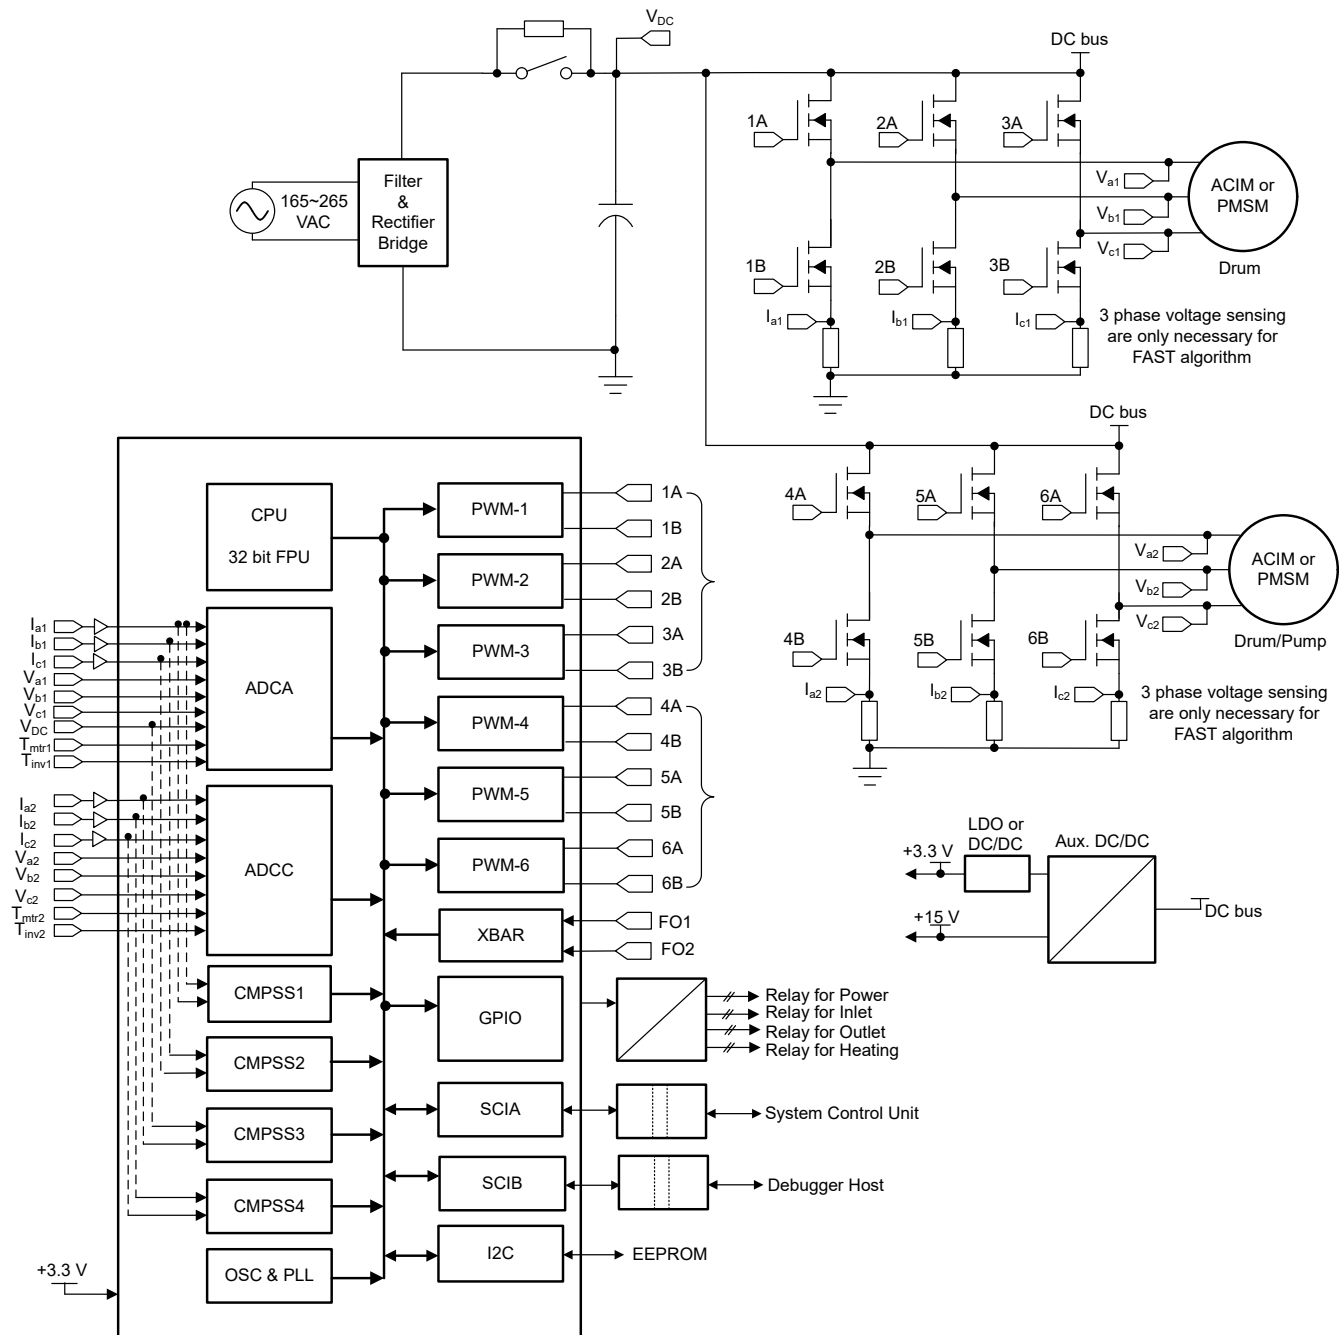 V_DC
DC bus
1A
2A
3A
165~265
VAC
Filter
&
Rectifier
Bridge
V_a1
V_b1
V_c1
ACIM or
PMSM
Drum
1B
2B
3B
I_a1
I_b1
I_c1
3 phase voltage sensing
are only necessary for
FAST algorithm
DC bus
4A
5A
6A
V_a2
V_b2
V_c2
ACIM or
PMSM
Drum/Pump
4B
5B
6B
I_a2
I_b2
I_c2
3 phase voltage sensing
are only necessary for
FAST algorithm
LDO or
DC/DC
Aux. DC/DC
+3.3 V
+15 V
DC bus
CPU
32 bit FPU
I_a1
I_b1
I_c1
V_a1
V_b1
V_c1
V_DC
T_mtr1
T_inv1
ADCA
I_a2
I_b2
I_c2
V_a2
V_b2
V_c2
T_mtr2
T_inv2
ADCC
CMPSS1
CMPSS2
CMPSS3
CMPSS4
OSC & PLL
+3.3 V
PWM-1
1A
1B
PWM-2
2A
2B
PWM-3
3A
3B
PWM-4
4A
4B
PWM-5
5A
5B
PWM-6
6A
6B
XBAR
FO1
FO2
GPIO
Relay for Power
Relay for Inlet
Relay for Outlet
Relay for Heating
SCIA
System Control Unit
SCIB
Debugger Host
I2C
EEPROM